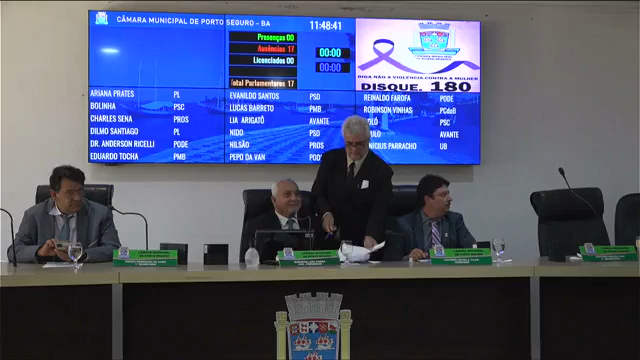 CÂMARA MUNICIPAL DE PORTO SEGURO - BA
11:48:41
Presenças 00
Ausências 17
Licenciados 00
Total Parlamentares 17
00:00
00:00
DIGA NÃO A VIOLÊNCIA CONTRA A MULHER
DISQUE. 180
ARIANA PRATES PL
BOLINHA PSC
CHARLES SENA PROS
DILMO SANTIAGO PL
DR. ANDERSON RICELLI PODE
EDUARDO TOCHA PMB
EVANILDO SANTOS PSD
LUCAS BARRETO PMB
LIA ARIGATÔ AVANTE
NIDO PSD
NILSÃO PROS
PEPO DA VAN PODE
REINALDO FAROFA PODE
ROBINSON VINHAS PCdoB
PSC
AVANTE
PARRACHO UB